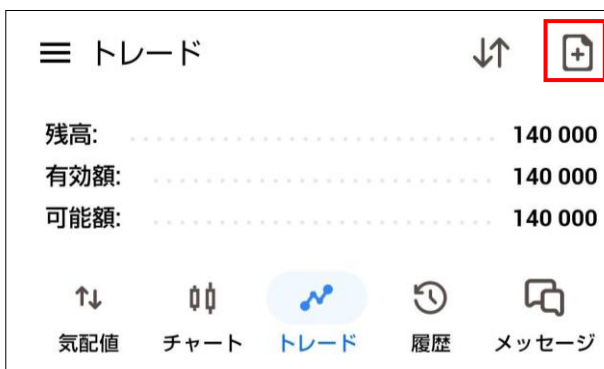 トレード
残高: 140 000
有効額: 140 000
可能額: 140 000
気配値 チャート トレード 履歴 メッセージ